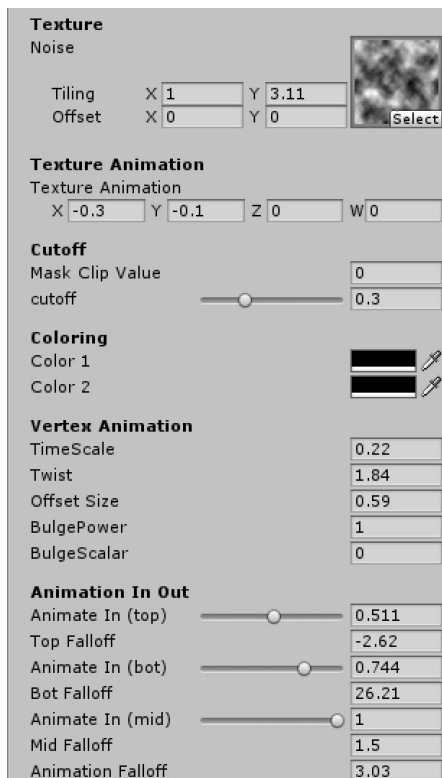 Texture
Noise
Tiling X 1 Y 3.11
Offset X 0 Y 0
Select
Texture Animation
Texture Animation
X -0.3 Y -0.1 Z 0 W 0
Cutoff
Mask Clip Value 0
cutoff 0.3
Coloring
Color 1
Color 2
Vertex Animation
TimeScale 0.22
Twist 1.84
Offset Size 0.59
BulgePower 1
BulgeScalar 0
Animation In Out
Animate In (top) 0.511
Top Falloff -2.62
Animate In (bot) 0.744
Bot Falloff 26.21
Animate In (mid) 1
Mid Falloff 1.5
Animation Falloff 3.03